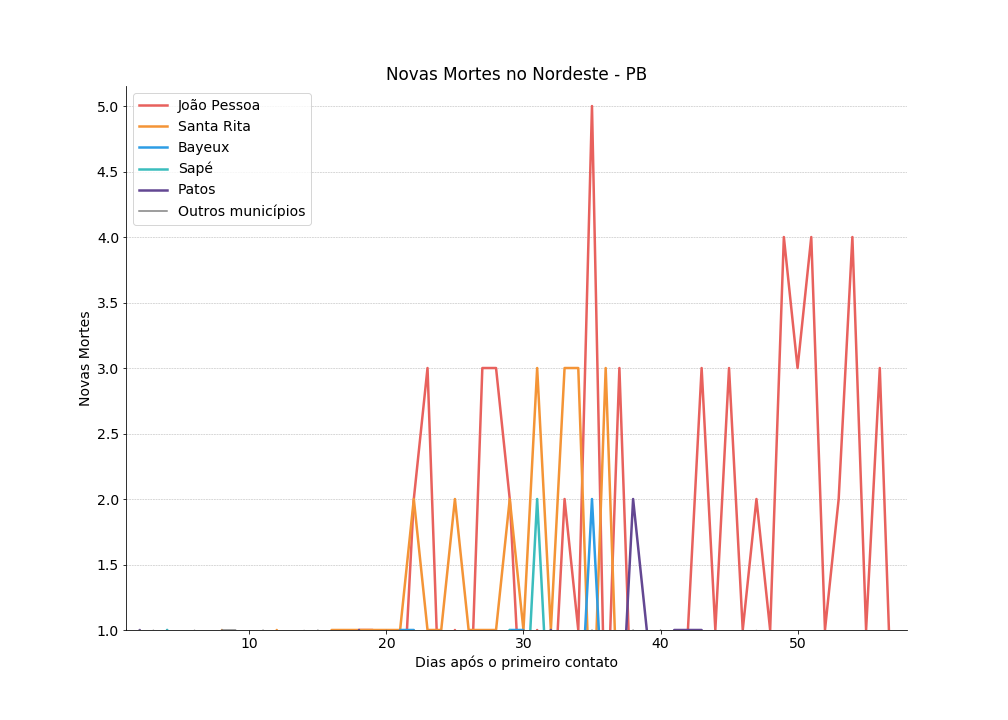 Novas Mortes no Nordeste - PB
João Pessoa
Santa Rita
Bayeux
Sapé
Patos
Outros municípios
5.0
4.5
4.0
3.5
3.0
2.5
2.0
1.5
1.0
Novas Mortes
10 20 30 40 50
Dias após o primeiro contato